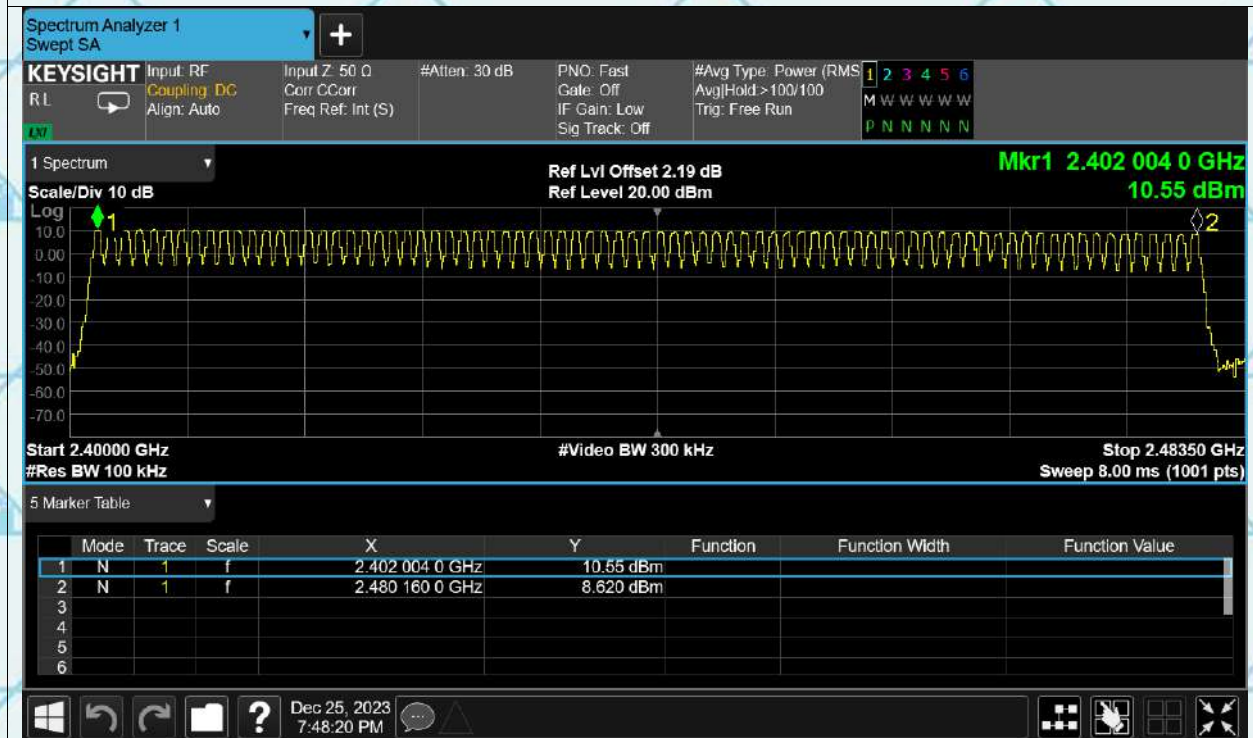 Spectrum Analyzer 1
Swept SA
+
KEYSIGHT
RL
LXI
Input: RF
Coupling: DC
Align: Auto
Input Z: 50 Ω
Corr CCorr
Freq Ref: Int (S)
#Atten: 30 dB
PNO: Fast
Gate: Off
IF Gain: Low
Sig Track: Off
#Avg Type: Power (RMS
Avg|Hold:>100/100
Trig: Free Run
1 2 3 4 5 6
M W W W W W
P N N N N N
1 Spectrum
Scale/Div 10 dB
Ref Lvl Offset 2.19 dB
Ref Level 20.00 dBm
Mkr1 2.402 004 0 GHz
10.55 dBm
Log
1
2
10.0
0.00
-10.0
-20.0
-30.0
-40.0
-50.0
-60.0
-70.0
Start 2.40000 GHz
#Res BW 100 kHz
#Video BW 300 kHz
Stop 2.48350 GHz
Sweep 8.00 ms (1001 pts)
5 Marker Table
Mode Trace Scale X Y Function Function Width Function Value
1 N 1 f 2.402 004 0 GHz 10.55 dBm
2 N 1 f 2.480 160 0 GHz 8.620 dBm
3
4
5
6
?
Dec 25, 2023
7:48:20 PM